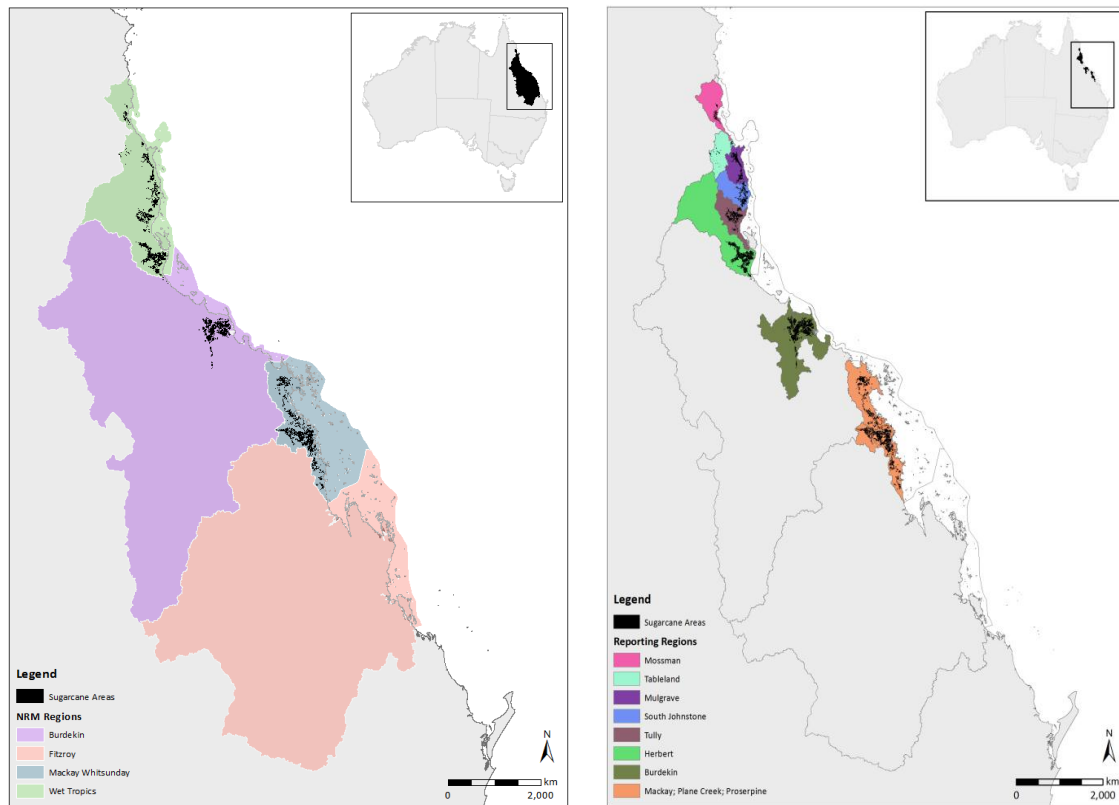 Legend
Sugarcane Areas
NRM Regions
Burdekin
Fitzroy
Mackay Whitsunday
Wet Tropics
N
km
0 2,000
Legend
Sugarcane Areas
Reporting Regions
Mossman
Tableland
Mulgrave
South Johnstone
Tully
Herbert
Burdekin
Mackay; Plane Creek; Proserpine
N
km
0 2,000